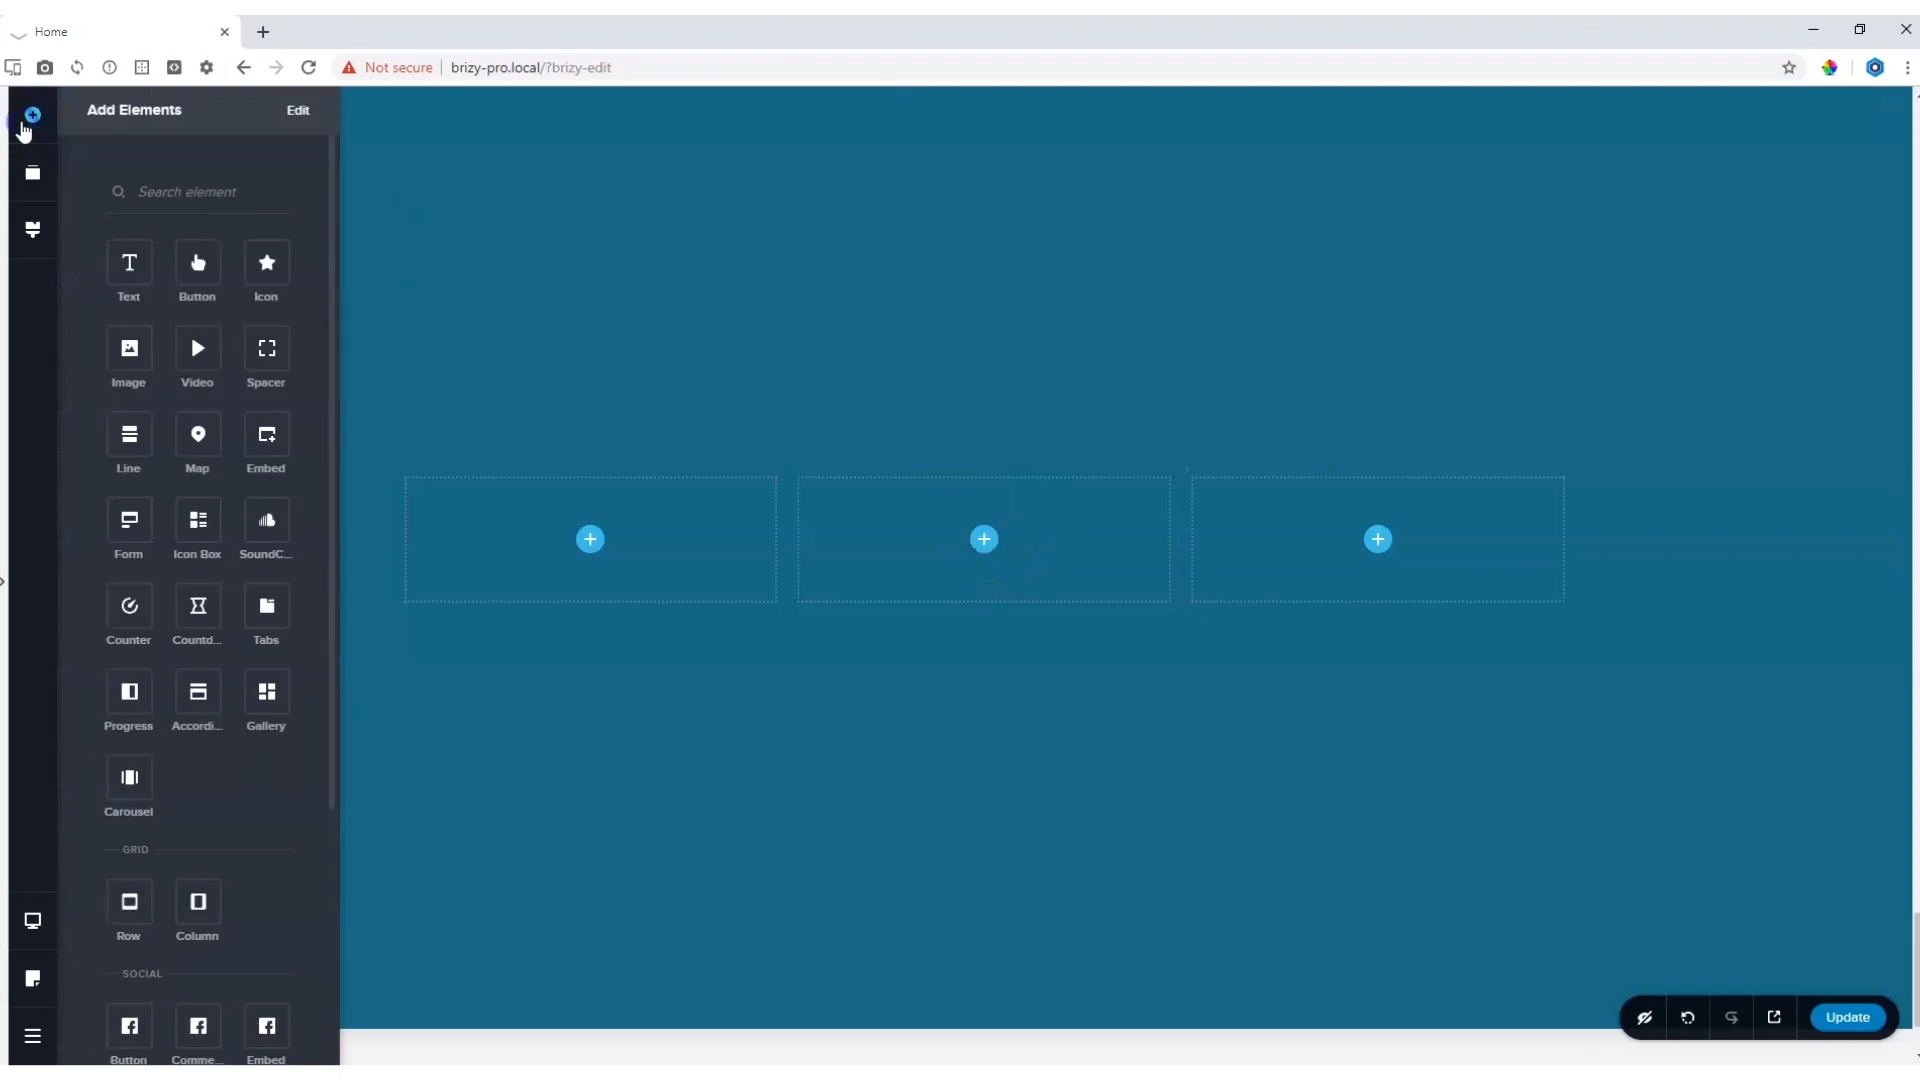 Home
Not secure
brizy-pro.local/?brizy-edit
Add Elements
Edit
Search element
Text
Button
Icon
Image
Video
Spacer
Line
Map
Embed
Form
Icon Box
SoundC...
Counter
Countd...
Tabs
Progress
Accordi...
Gallery
Carousel
GRID
Row
Column
SOCIAL
Button
Comme...
Embed
Update